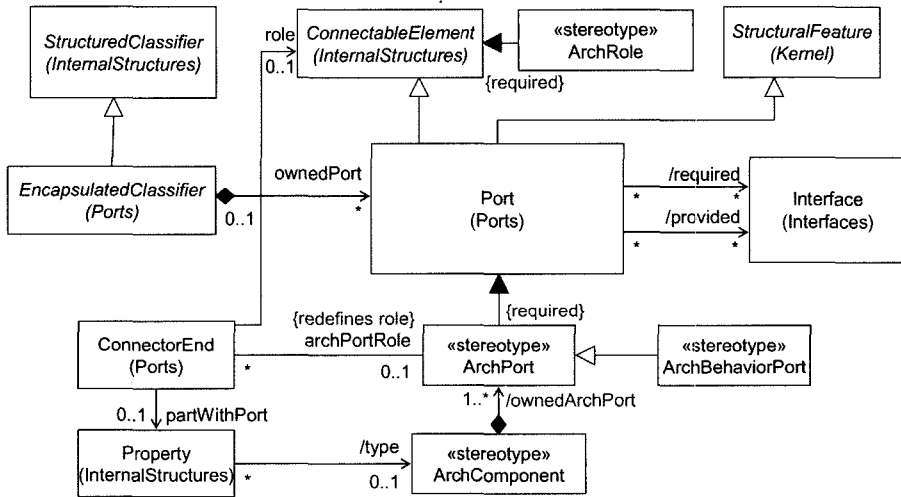 StructuredClassifier
(InternalStructures)
role
0..1
ConnectableElement
(InternalStructures)
«stereotype»
ArchRole
{required}
StructuralFeature
(Kernel)
EncapsulatedClassifier
(Ports)
0..1
ownedPort
*
Port
(Ports)
/required
*
*
/provided
*
*
Interface
(Interfaces)
{required}
ConnectorEnd
(Ports)
*
{redefines role}
archPortRole
0..1
«stereotype»
ArchPort
«stereotype»
ArchBehaviorPort
0..1
partWithPort
1..*
/ownedArchPort
Property
(InternalStructures)
*
/type
0..1
«stereotype»
ArchComponent